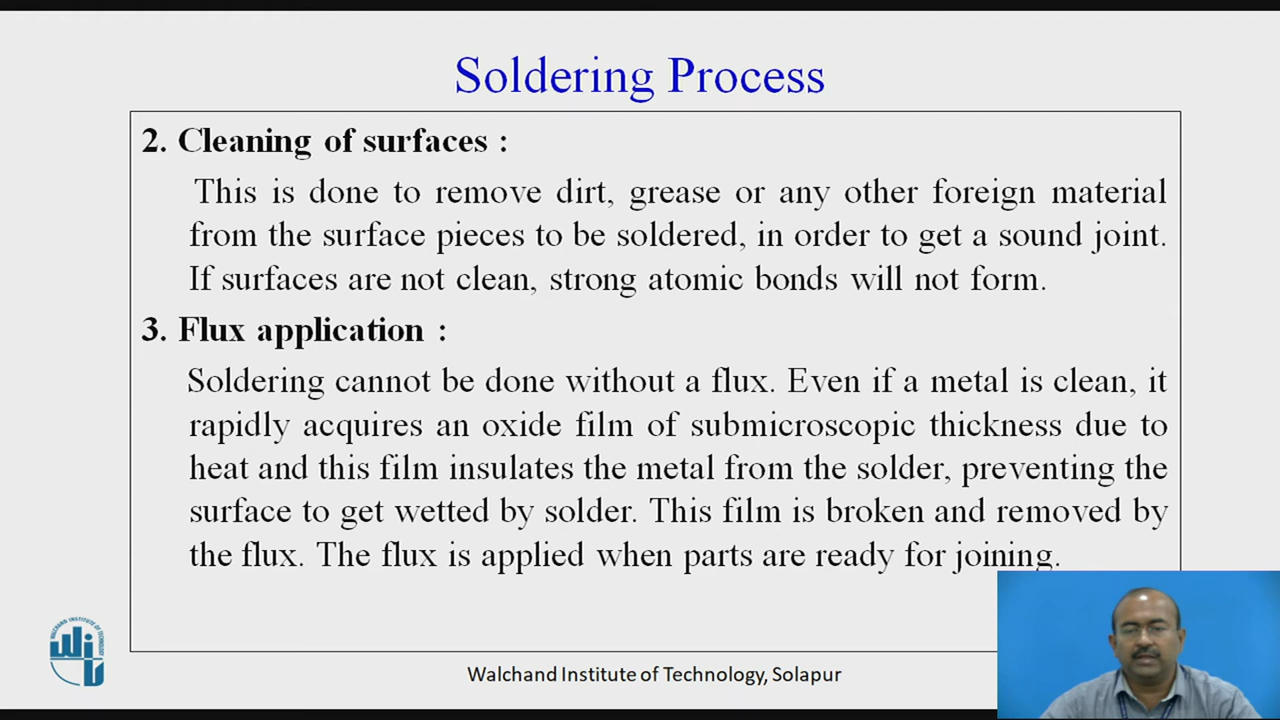 Soldering Process
2. Cleaning of surfaces :
This is done to remove dirt, grease or any other foreign material
from the surface pieces to be soldered, in order to get a sound joint.
If surfaces are not clean, strong atomic bonds will not form.
3. Flux application :
Soldering cannot be done without a flux. Even if a metal is clean, it
rapidly acquires an oxide film of submicroscopic thickness due to
heat and this film insulates the metal from the solder, preventing the
surface to get wetted by solder. This film is broken and removed by
the flux. The flux is applied when parts are ready for joining.
WALCHAND INSTITUTE OF TECHNOLOGY
Walchand Institute of Technology, Solapur